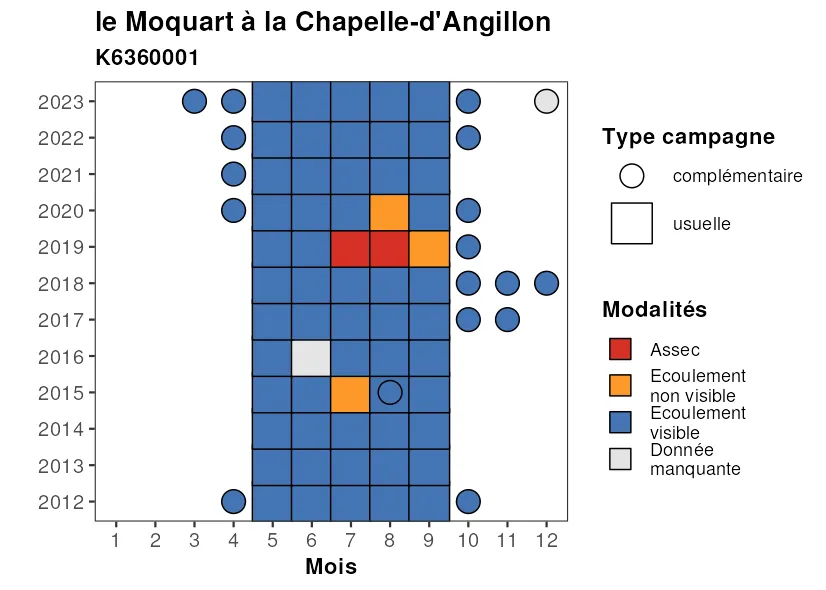 le Moquart à la Chapelle-d'Angillon
K6360001
2023
2022
2021
2020
2019
2018
2017
2016
2015
2014
2013
2012
1 2 3 4 5 6 7 8 9 10 11 12
Mois
Type campagne
complémentaire
usuelle
Modalités
Assec
Ecoulement
non visible
Ecoulement
visible
Donnée
manquante